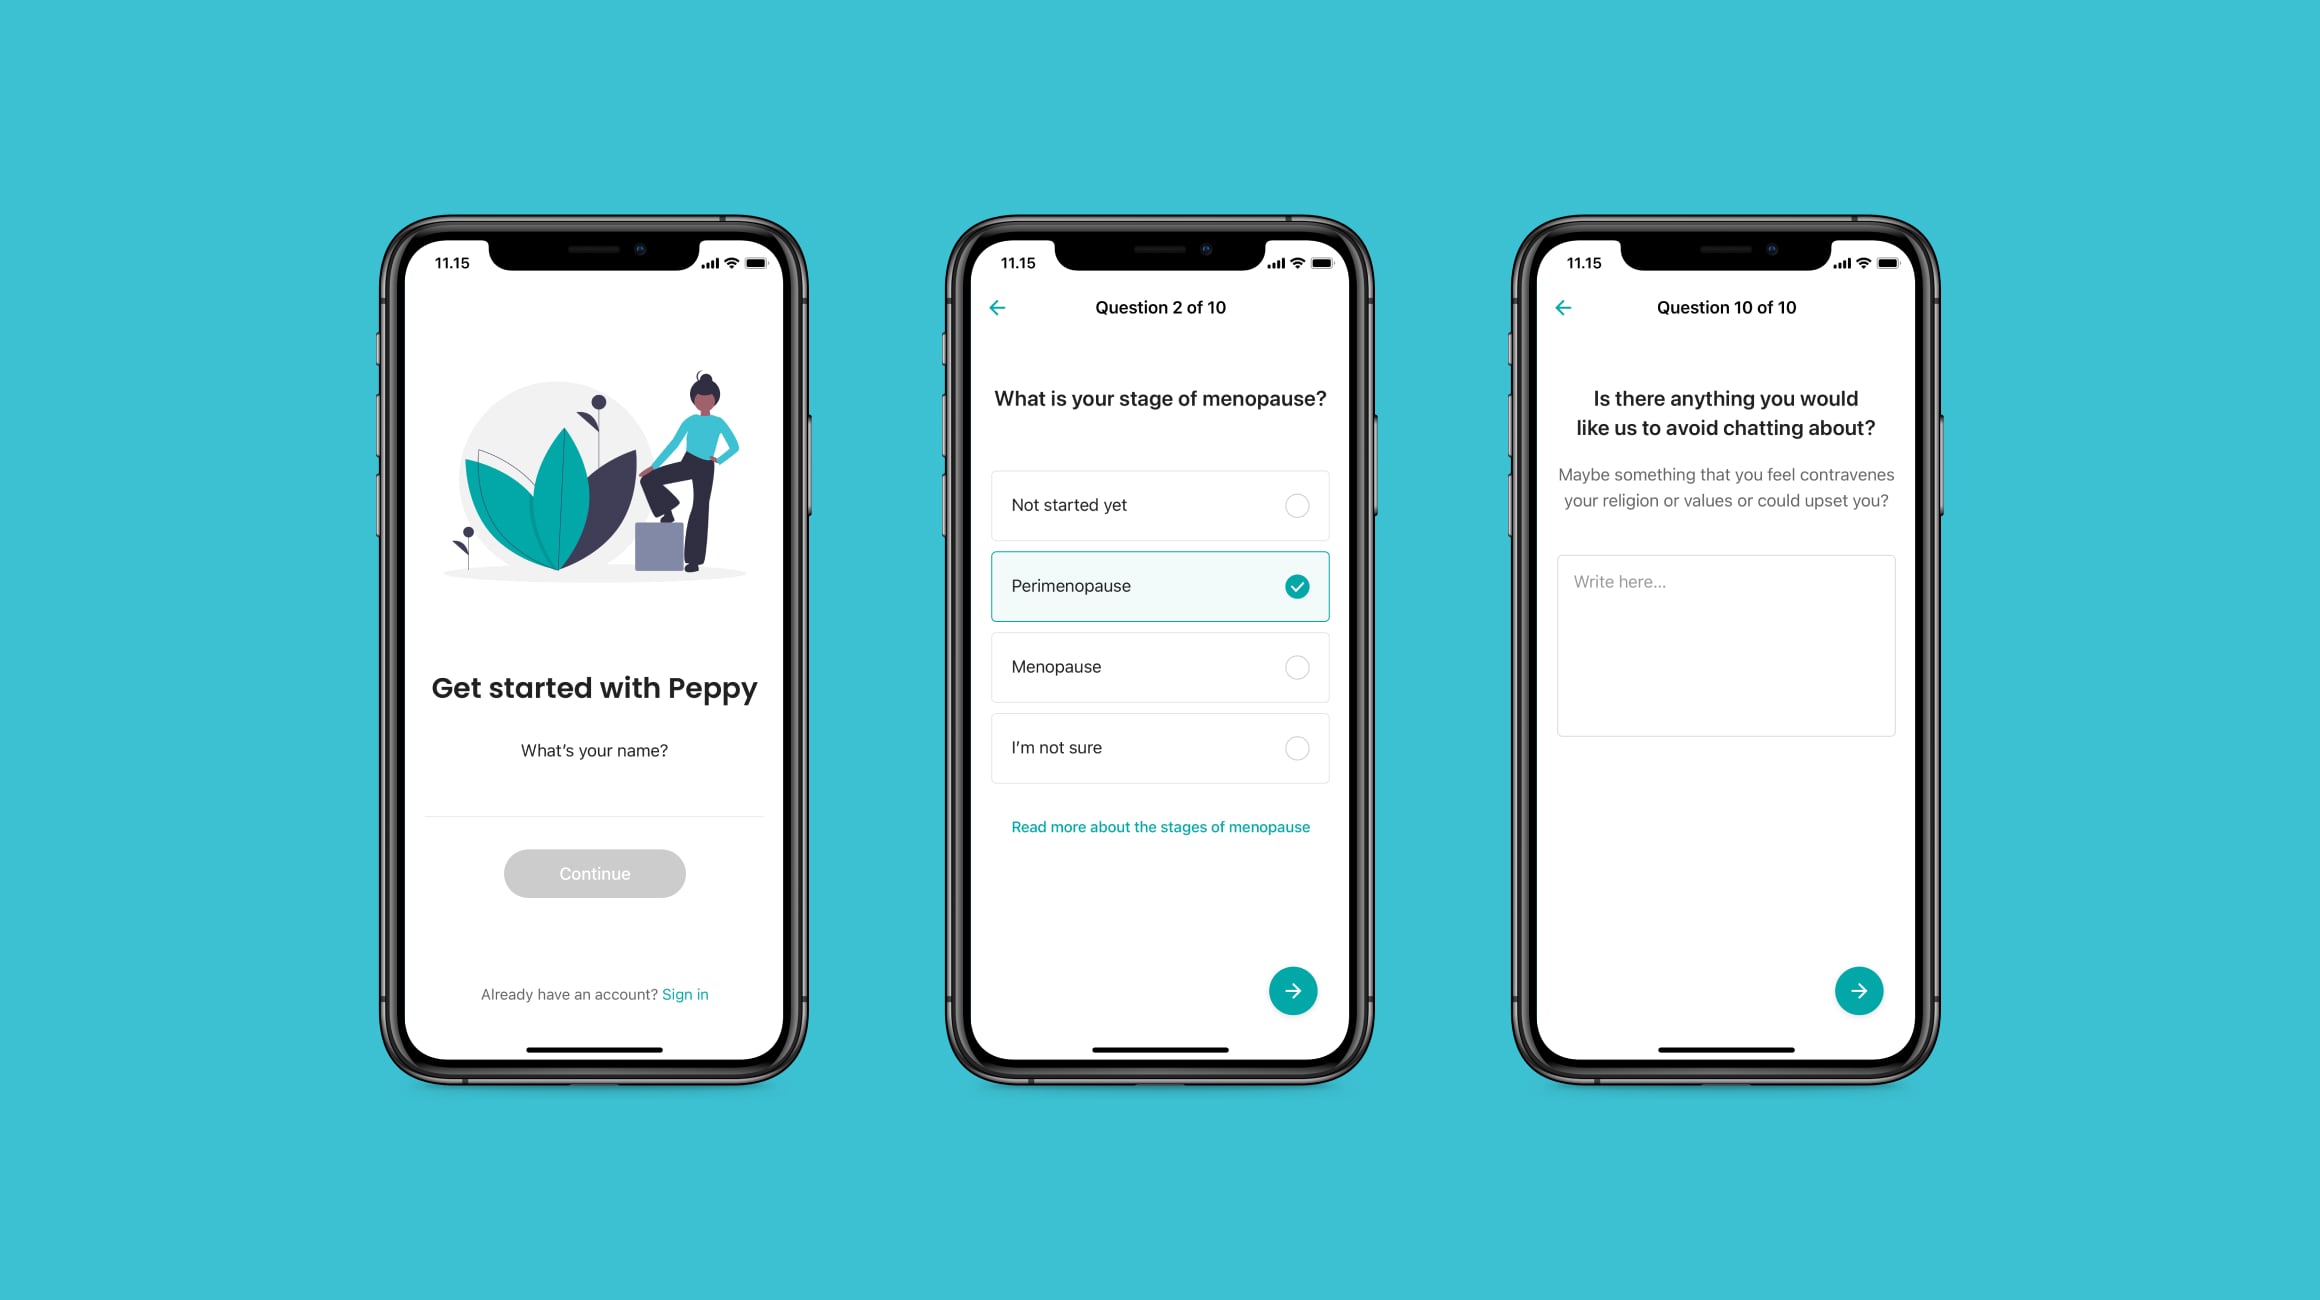 11.15
Get started with Peppy
What's your name?
Continue
Already have an account? Sign in
11.15
Question 2 of 10
What is your stage of menopause?
Not started yet
Perimenopause
Menopause
I'm not sure
Read more about the stages of menopause
11.15
Question 10 of 10
Is there anything you would
like us to avoid chatting about?
Maybe something that you feel contravenes
your religion or values or could upset you?
Write here...